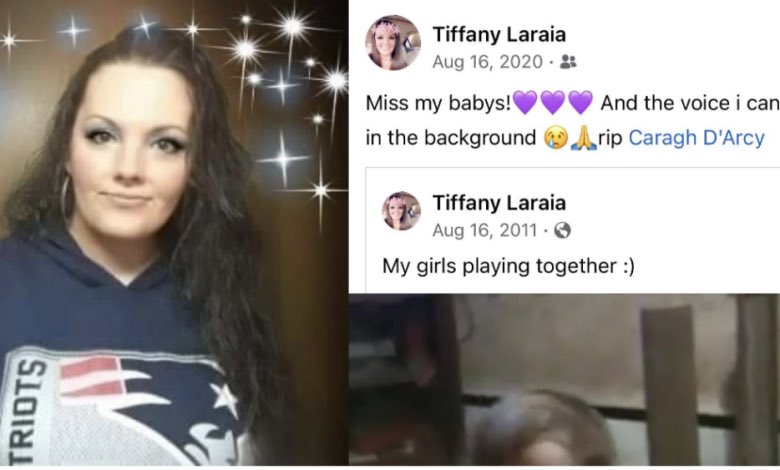 Tiffany Laraia
Aug 16, 2020 ·
Miss my babys!💜💜💜 And the voice i can
in the background 😢🙏rip Caragh D'Arcy
Tiffany Laraia
Aug 16, 2011 ·
My girls playing together :)
TRIOTS